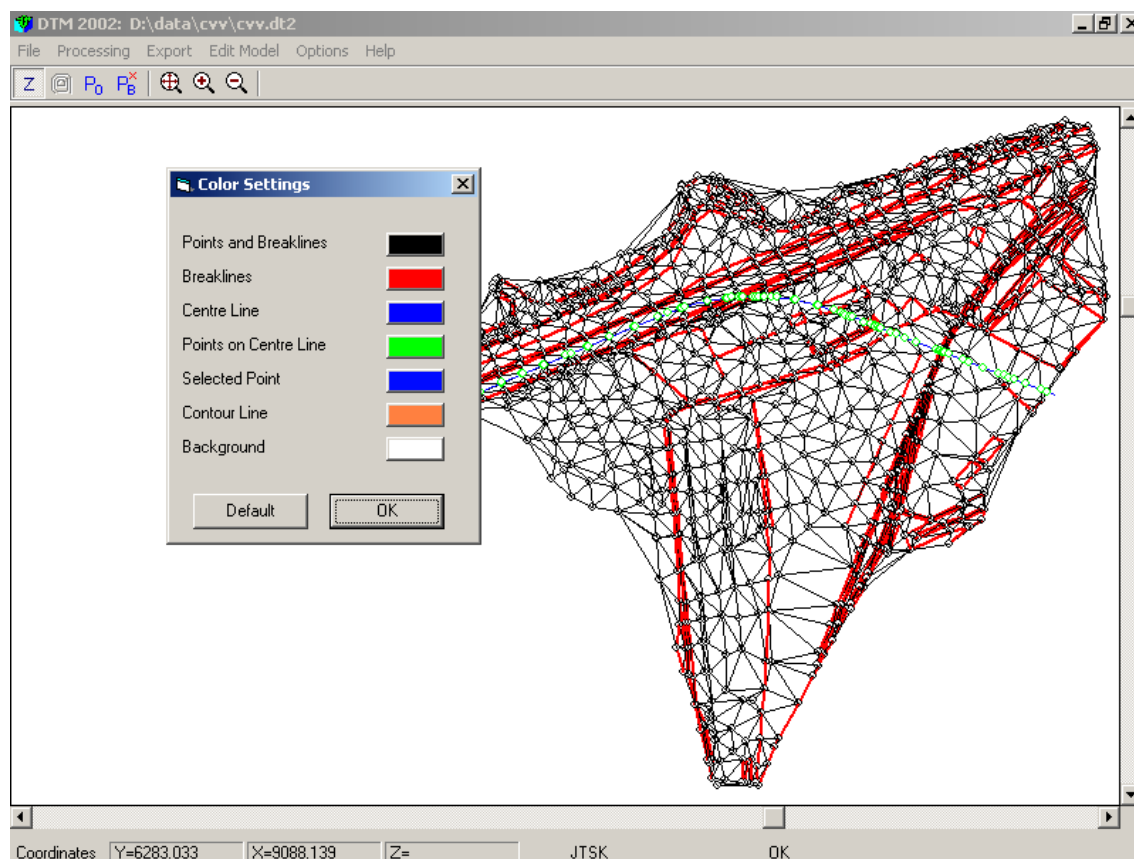 DTM 2002: D:\data\cvv\cvv.dt2
File Processing Export Edit Model Options Help
Z P0 PB
Color Settings
Points and Breaklines
Breaklines
Centre Line
Points on Centre Line
Selected Point
Contour Line
Background
Default OK
Coordinates Y=6283.033 X=9088.139 Z= JTSK OK